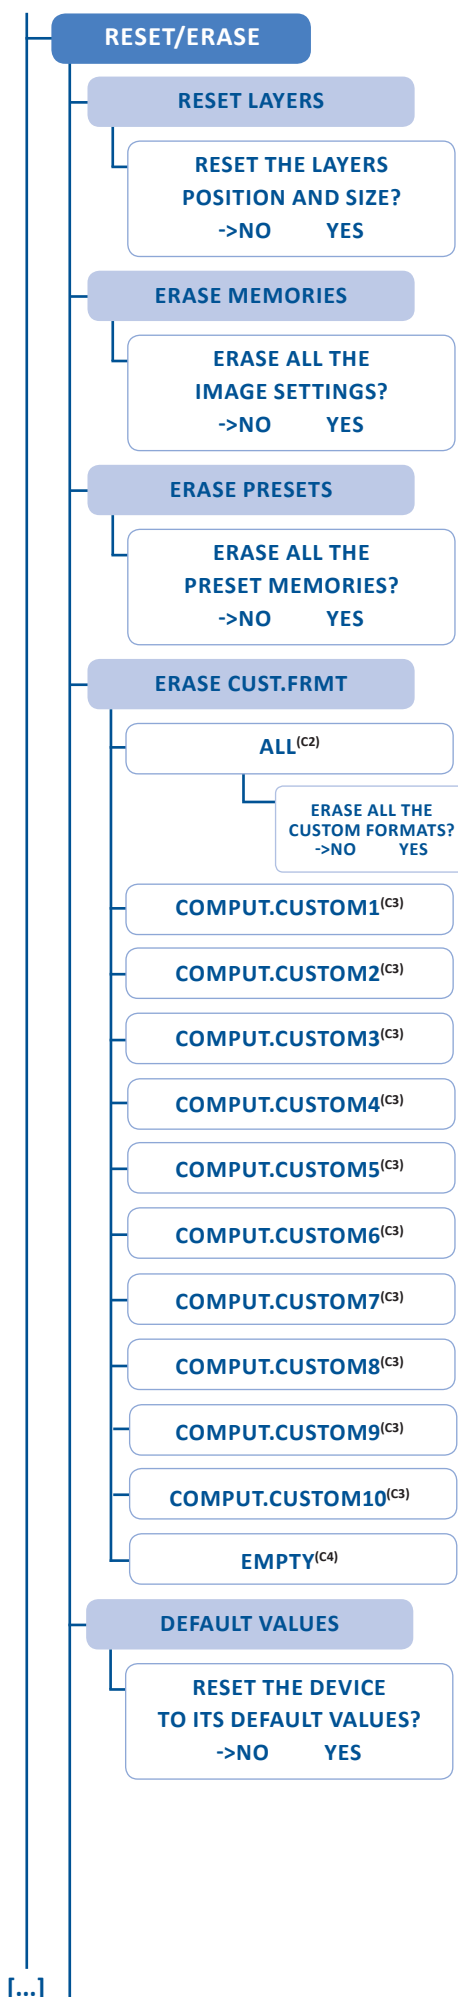 RESET/ERASE
RESET LAYERS
RESET THE LAYERS
POSITION AND SIZE?
->NO YES
ERASE MEMORIES
ERASE ALL THE
IMAGE SETTINGS?
->NO YES
ERASE PRESETS
ERASE ALL THE
PRESET MEMORIES?
->NO YES
ERASE CUST.FRMT
ALL(C2)
ERASE ALL THE
CUSTOM FORMATS?
->NO YES
COMPUT.CUSTOM1(C3)
COMPUT.CUSTOM2(C3)
COMPUT.CUSTOM3(C3)
COMPUT.CUSTOM4(C3)
COMPUT.CUSTOM5(C3)
COMPUT.CUSTOM6(C3)
COMPUT.CUSTOM7(C3)
COMPUT.CUSTOM8(C3)
COMPUT.CUSTOM9(C3)
COMPUT.CUSTOM10(C3)
EMPTY(C4)
DEFAULT VALUES
RESET THE DEVICE
TO ITS DEFAULT VALUES?
->NO YES
[...]